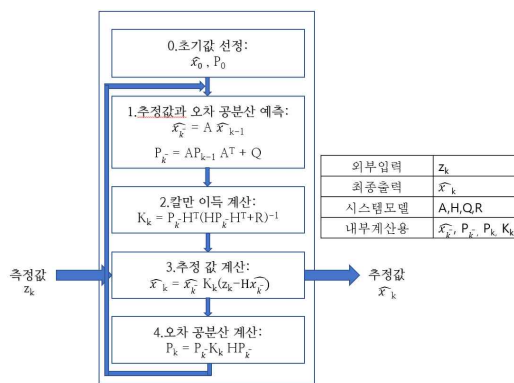 0.초기값 선정:
x̂₀ , P₀
1.추정값과 오차 공분산 예측:
x̂ₖ⁻ = A x̂ₖ₋₁
Pₖ⁻ = APₖ₋₁ Aᵀ + Q
2.칼만 이득 계산:
Kₖ = Pₖ⁻Hᵀ(HPₖ⁻Hᵀ+R)⁻¹
3.추정 값 계산:
x̂ₖ = x̂ₖ⁻ Kₖ(zₖ−Hx̂ₖ⁻)
4.오차 공분산 계산:
Pₖ = Pₖ⁻Kₖ HPₖ⁻
측정값
zₖ
추정값
x̂ₖ
외부입력 zₖ
최종출력 x̂ₖ
시스템모델 A,H,Q,R
내부계산용 x̂ₖ⁻, Pₖ⁻, Pₖ, Kₖ